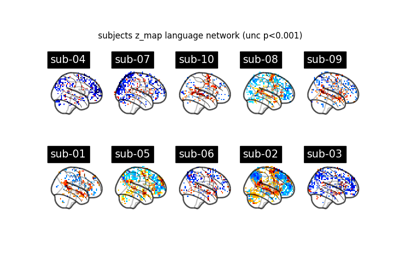 subjects z_map language network (unc p<0.001)
sub-04 sub-07 sub-10 sub-08 sub-09
sub-01 sub-05 sub-06 sub-02 sub-03